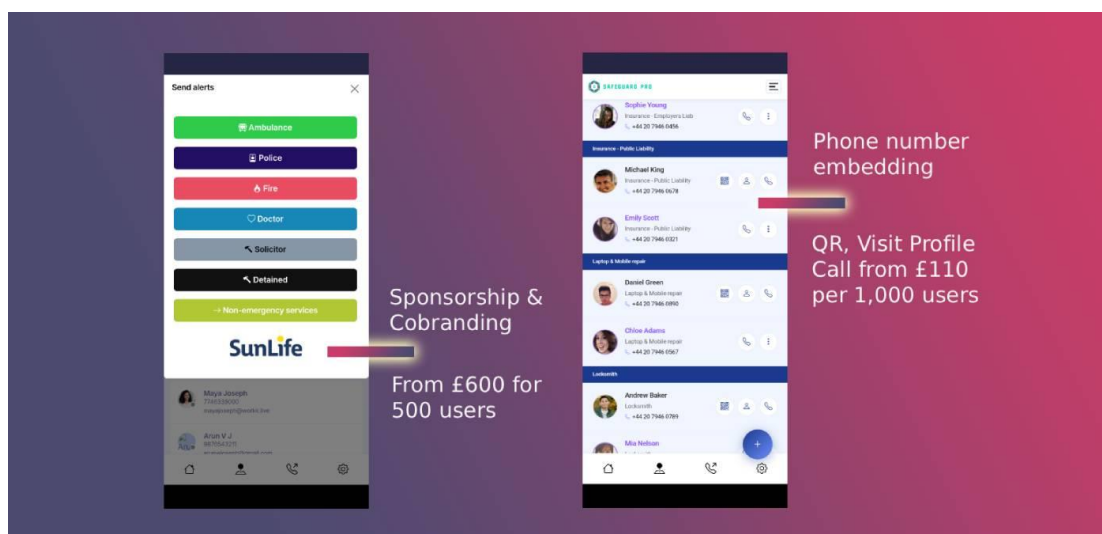 Send alerts
Ambulance
Police
Fire
Doctor
Solicitor
Detained
→ Non-emergency services
SunLife
Maya Joseph
Arun V J
Sponsorship &
Cobranding
From £600 for
500 users
SAFEGUARD PRO
Sophie Young
Insurance - Employers Liab
+44 20 7946 0456
Insurance - Public Liability
Michael King
Insurance - Public Liability
+44 20 7946 0678
Emily Scott
Insurance - Public Liability
+44 20 7946 0321
Laptop & Mobile repair
Daniel Green
Laptop & Mobile repair
+44 20 7946 0890
Chloe Adams
Laptop & Mobile repair
+44 20 7946 0567
Locksmith
Andrew Baker
Locksmith
+44 20 7946 0789
Mia Nelson
Phone number
embedding
QR, Visit Profile
Call from £110
per 1,000 users